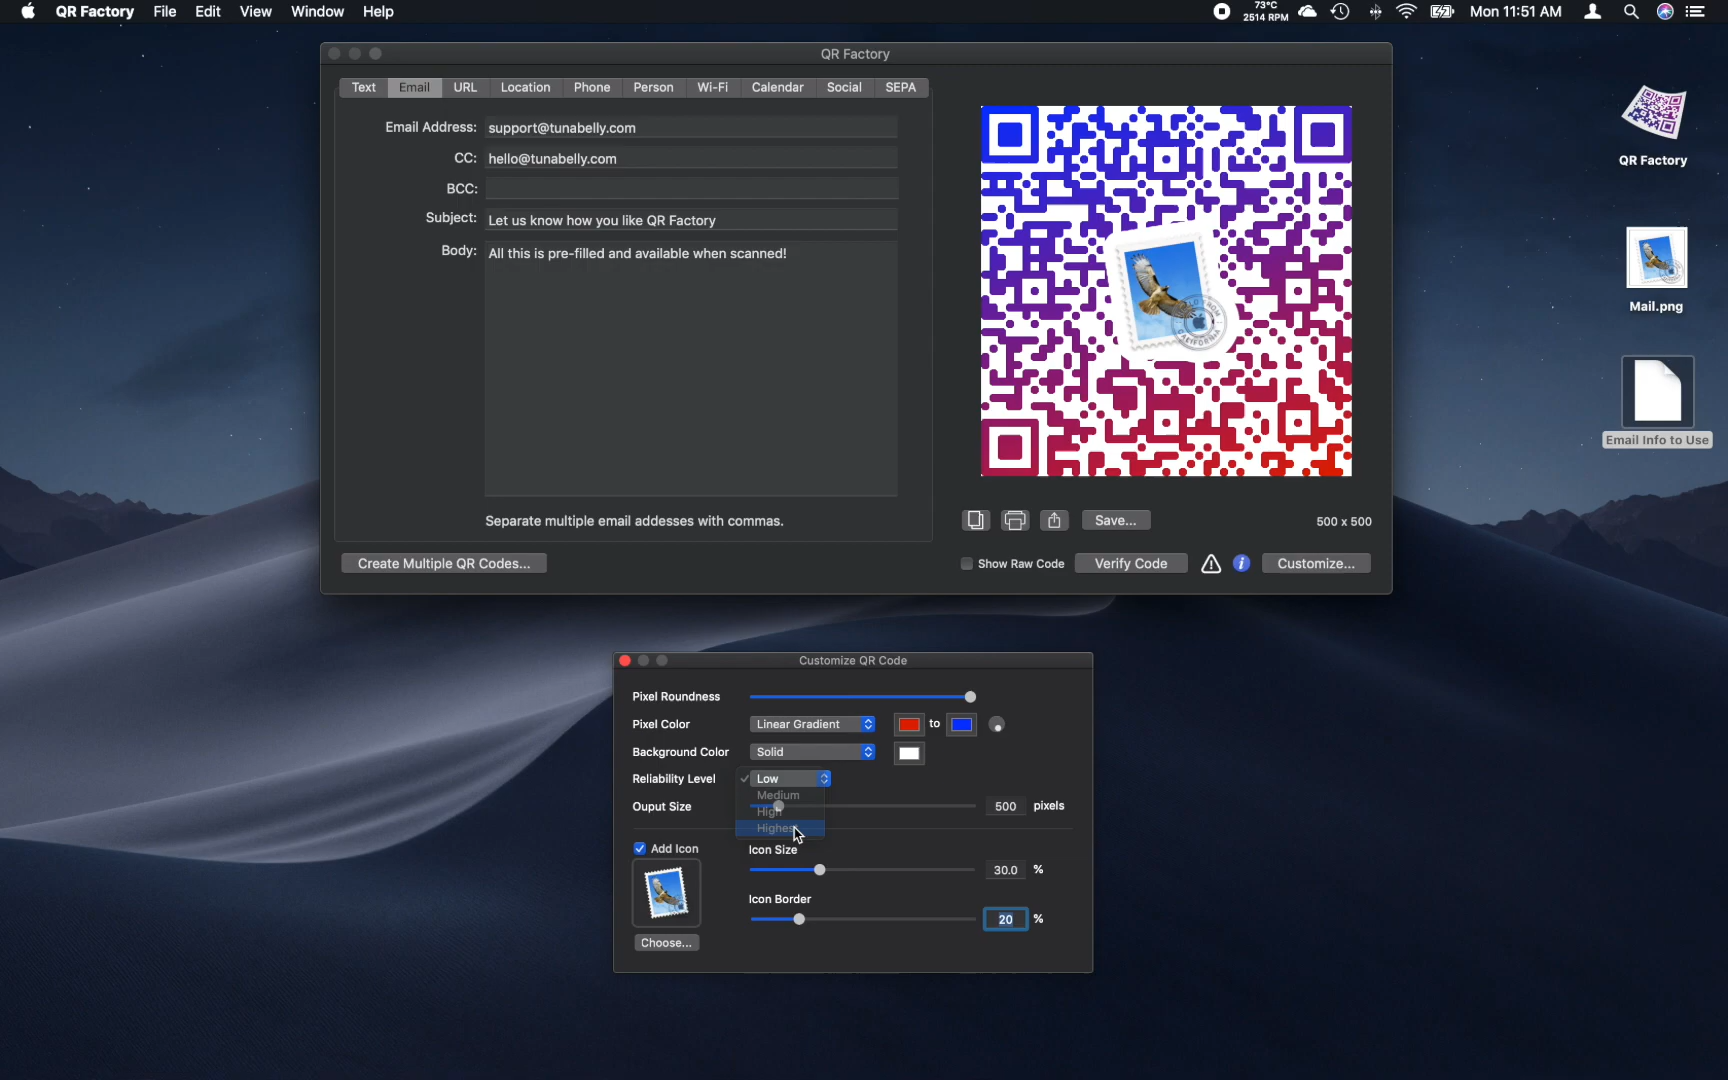 QR Factory File Edit View Window Help
73°C
2514 RPM
Mon 11:51 AM
QR Factory
Text Email URL Location Phone Person Wi-Fi Calendar Social SEPA
Email Address: support@tunabelly.com
CC: hello@tunabelly.com
BCC:
Subject: Let us know how you like QR Factory
Body: All this is pre-filled and available when scanned!
Separate multiple email addesses with commas.
Create Multiple QR Codes...
CALIFORNIA
Save...
500 x 500
Show Raw Code
Verify Code
Customize...
QR Factory
Mail.png
Email Info to Use
Customize QR Code
Pixel Roundness
Pixel Color Linear Gradient to
Background Color Solid
Reliability Level Low
Medium
High
Highest
Ouput Size 500 pixels
Add Icon
Icon Size
30.0 %
Icon Border
20 %
Choose...